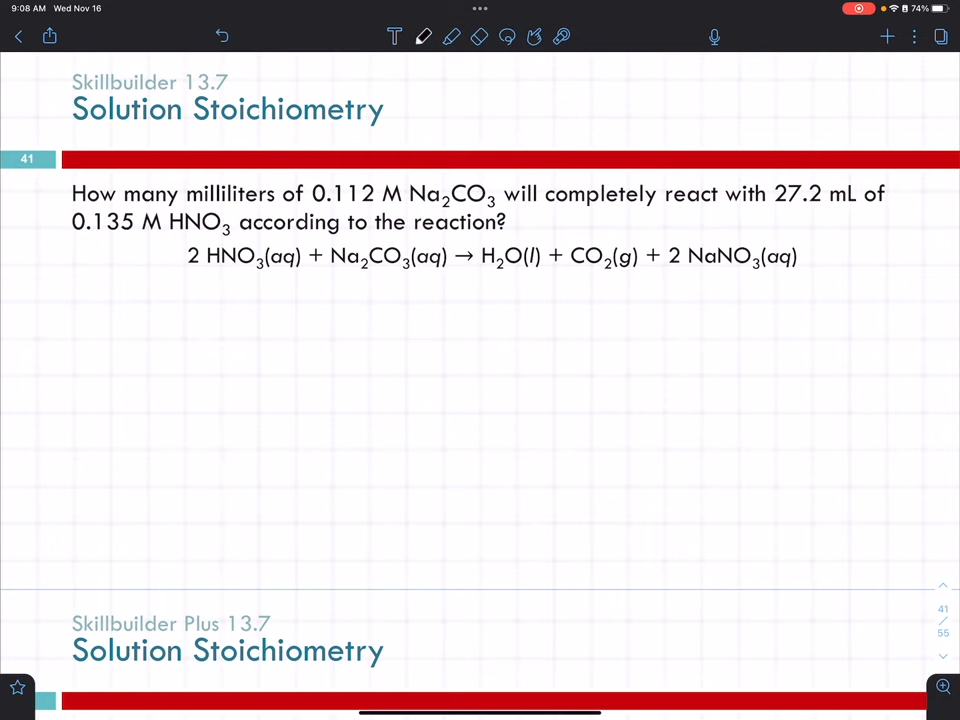 9:08 AM Wed Nov 16
74%
Skillbuilder 13.7
Solution Stoichiometry
41
How many milliliters of 0.112 M Na₂CO₃ will completely react with 27.2 mL of
0.135 M HNO₃ according to the reaction?
2 HNO₃(aq) + Na₂CO₃(aq) → H₂O(l) + CO₂(g) + 2 NaNO₃(aq)
41
/
55
Skillbuilder Plus 13.7
Solution Stoichiometry